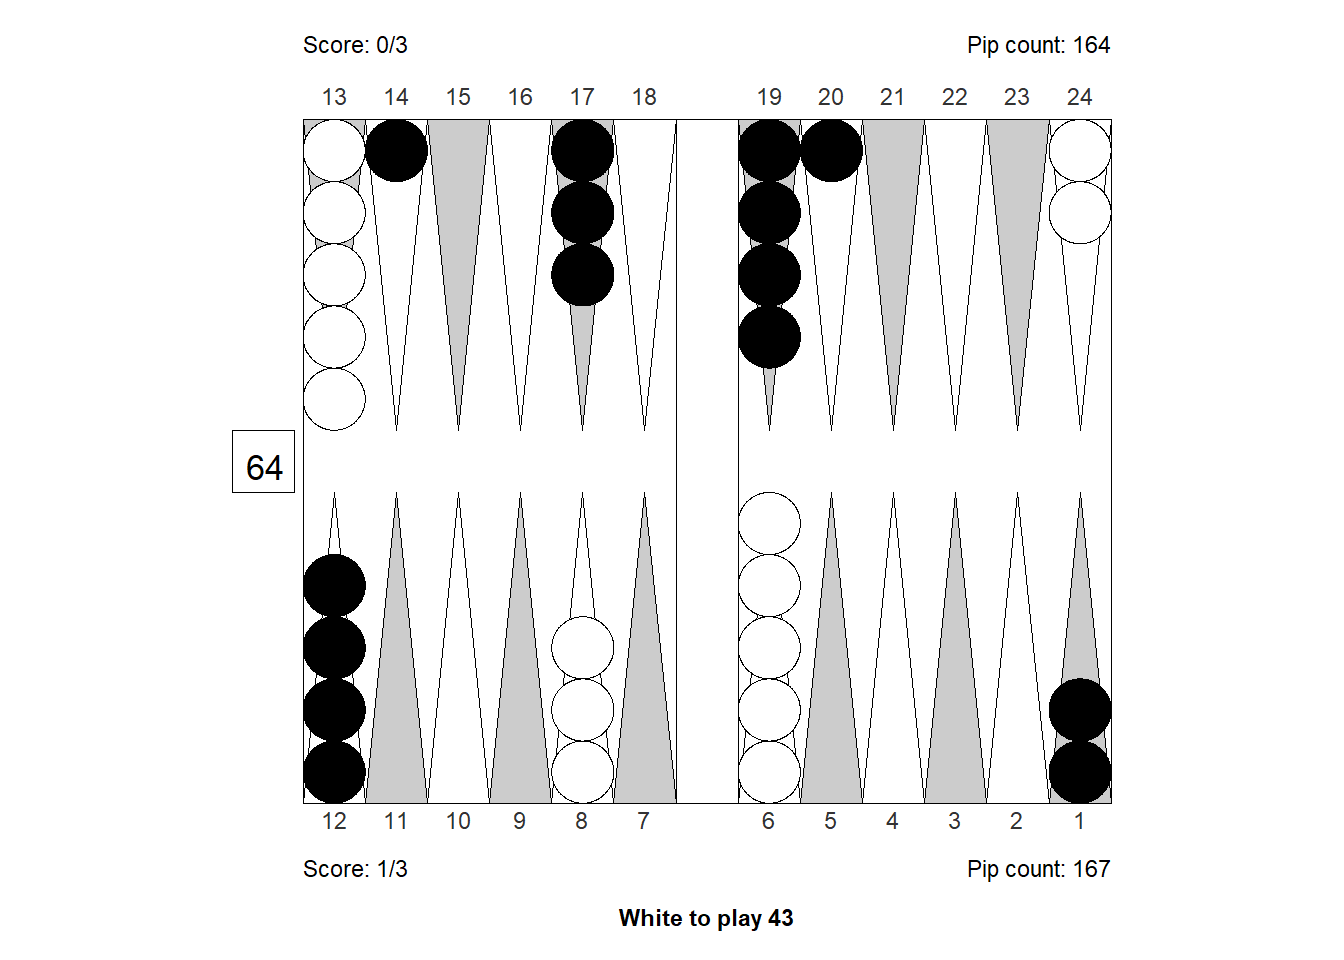 Score: 0/3 Pip count: 164
13 14 15 16 17 18 19 20 21 22 23 24
64
12 11 10 9 8 7 6 5 4 3 2 1
Score: 1/3 Pip count: 167
White to play 43